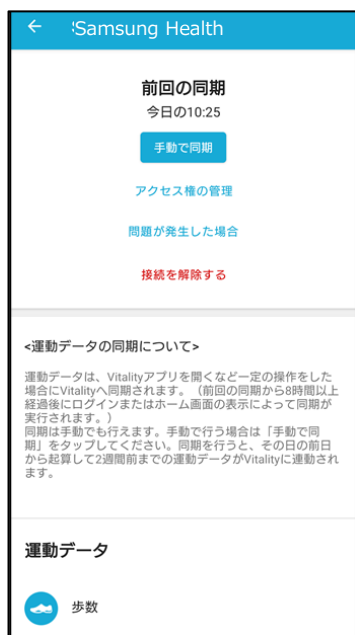 Samsung Health
前回の同期
今日の10:25
手動で同期
アクセス権の管理
問題が発生した場合
接続を解除する
<運動データの同期について>
運動データは、Vitalityアプリを開くなど一定の操作をした
場合にVitalityへ同期されます。（前回の同期から8時間以上
経過後にログインまたはホーム画面の表示によって同期が
実行されます。）
同期は手動でも行えます。手動で行う場合は「手動で同
期」をタップしてください。同期を行うと、その日の前日
から起算して2週間前までの運動データがVitalityに連動され
ます。
運動データ
歩数